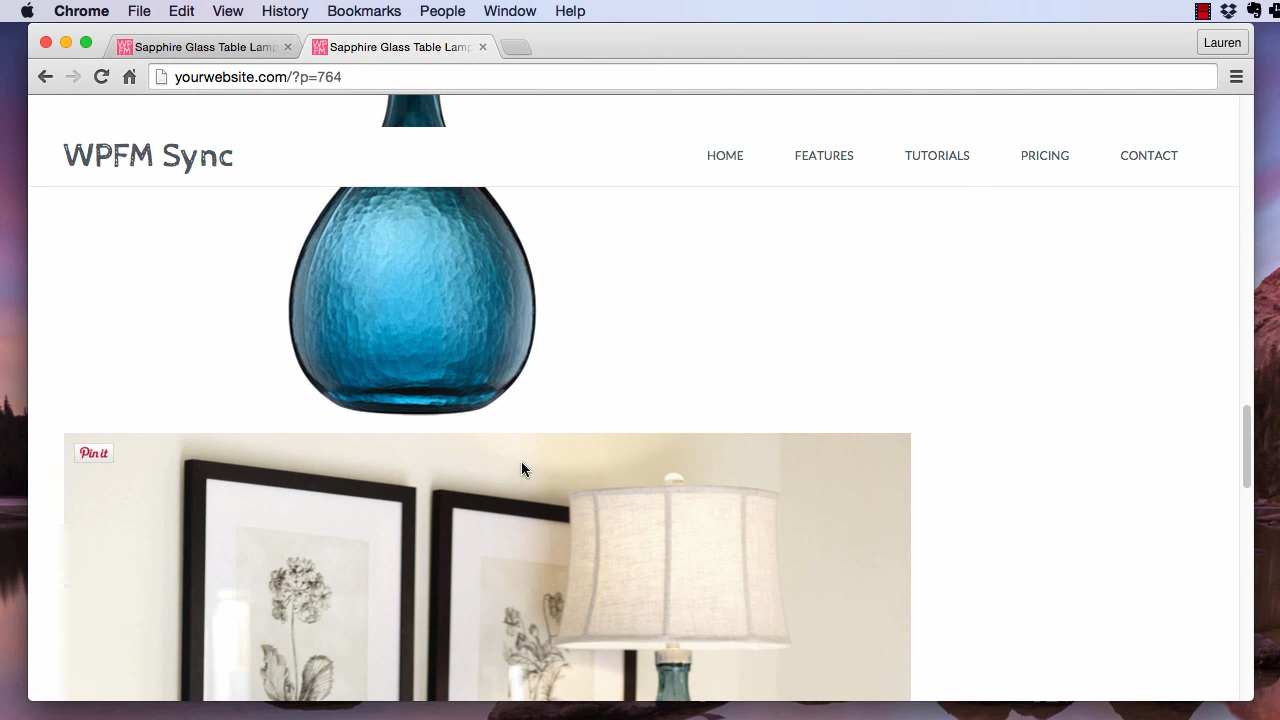 Chrome File Edit View History Bookmarks People Window Help
Sapphire Glass Table Lamp Sapphire Glass Table Lamp Lauren
yourwebsite.com/?p=764
WPFM Sync HOME FEATURES TUTORIALS PRICING CONTACT
Pin it